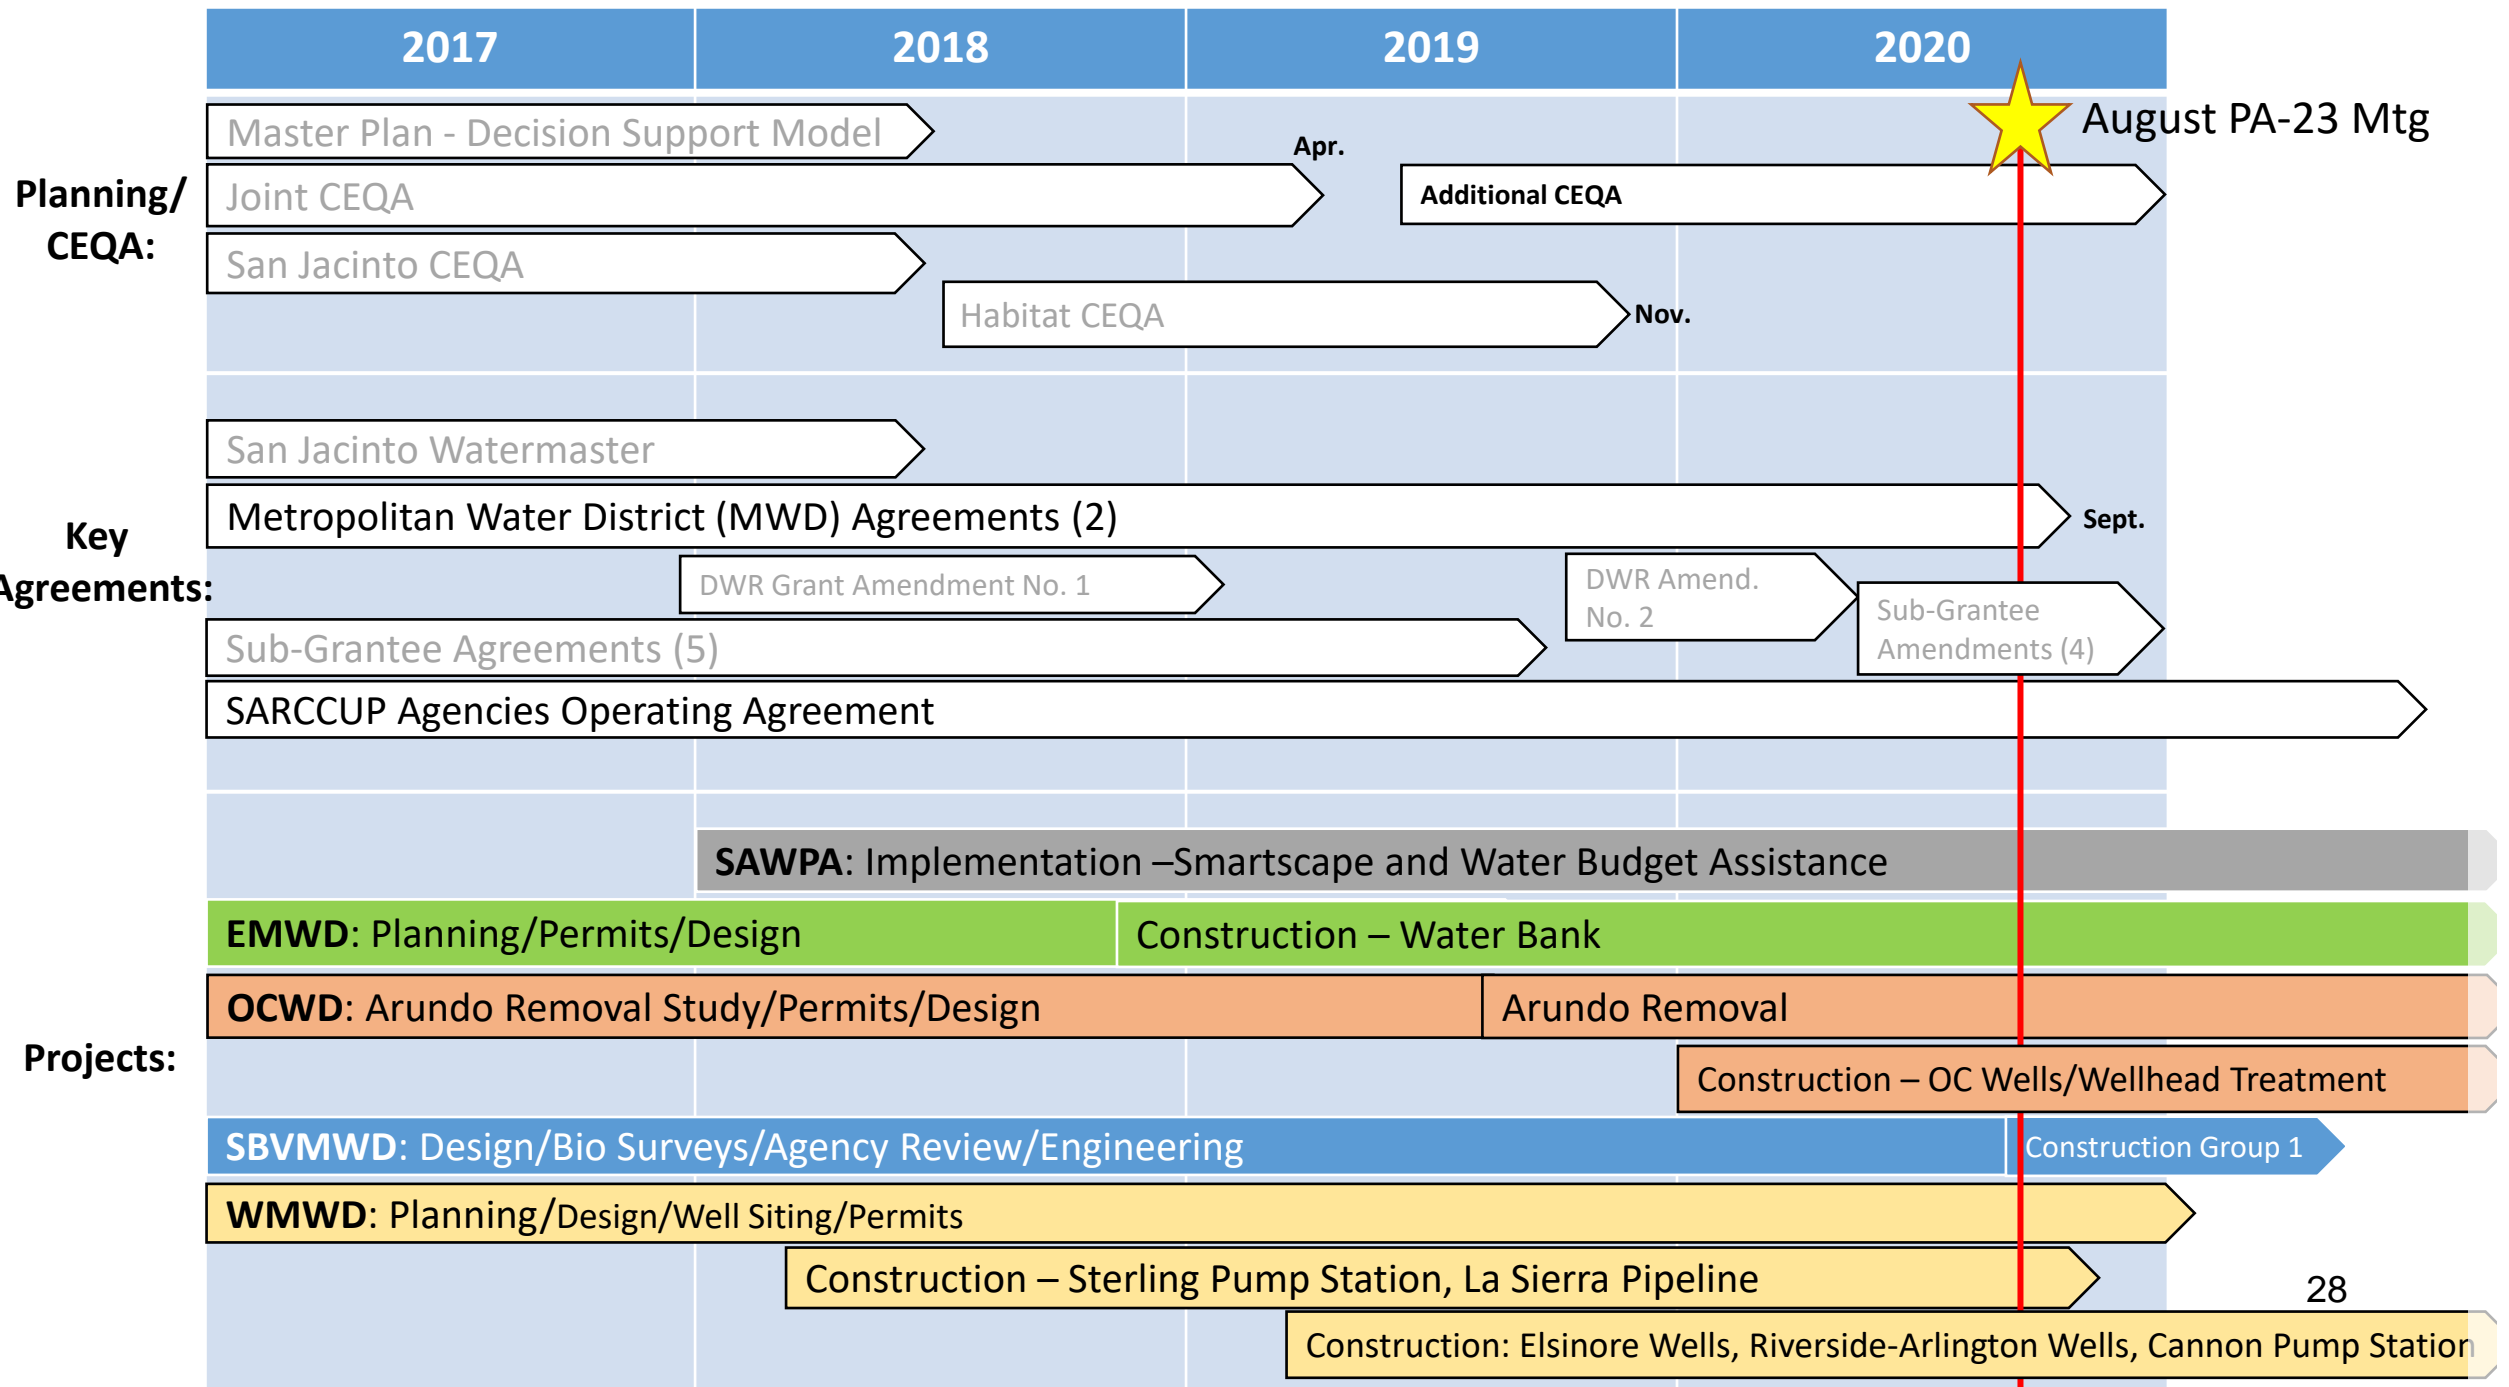 2017
2018
2019
2020
August PA-23 Mtg
Planning/
CEQA:
Master Plan - Decision Support Model
Apr.
Joint CEQA
Additional CEQA
San Jacinto CEQA
Habitat CEQA
Nov.
Key
Agreements:
San Jacinto Watermaster
Metropolitan Water District (MWD) Agreements (2)
Sept.
DWR Grant Amendment No. 1
DWR Amend.
No. 2
Sub-Grantee
Amendments (4)
Sub-Grantee Agreements (5)
SARCCUP Agencies Operating Agreement
Projects:
SAWPA: Implementation –Smartscape and Water Budget Assistance
EMWD: Planning/Permits/Design
Construction – Water Bank
OCWD: Arundo Removal Study/Permits/Design
Arundo Removal
Construction – OC Wells/Wellhead Treatment
SBVMWD: Design/Bio Surveys/Agency Review/Engineering
Construction Group 1
WMWD: Planning/Design/Well Siting/Permits
Construction – Sterling Pump Station, La Sierra Pipeline
28
Construction: Elsinore Wells, Riverside-Arlington Wells, Cannon Pump Station